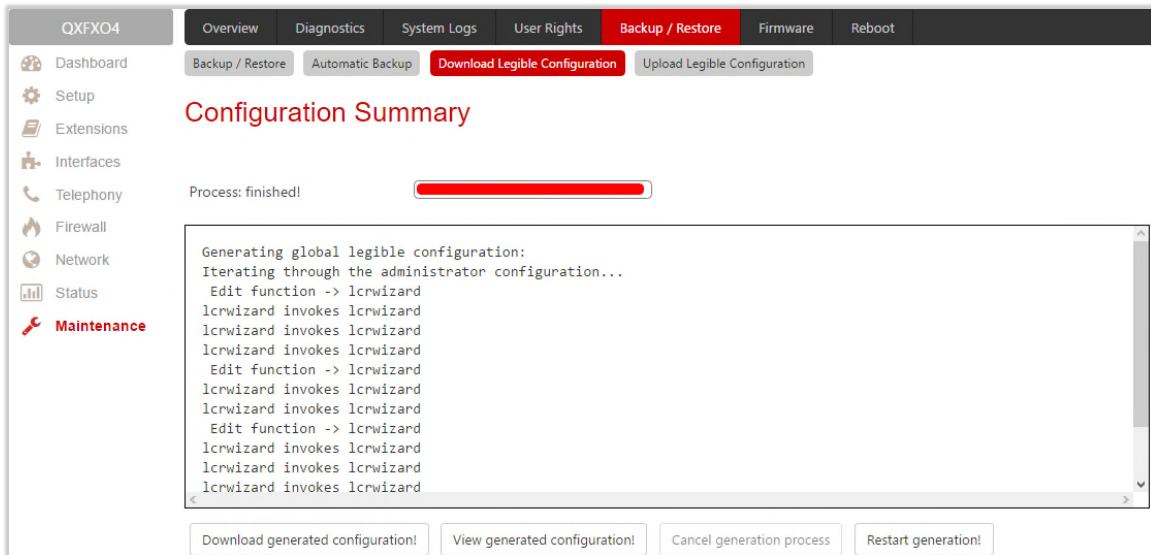 QXFXO4
Overview Diagnostics System Logs User Rights Backup / Restore Firmware Reboot
Backup / Restore Automatic Backup Download Legible Configuration Upload Legible Configuration
Dashboard
Setup
Extensions
Interfaces
Telephony
Firewall
Network
Status
Maintenance
Configuration Summary
Process: finished!
Generating global legible configuration:
Iterating through the administrator configuration...
Edit function -> lcrwizard
lcrwizard invokes lcrwizard
lcrwizard invokes lcrwizard
lcrwizard invokes lcrwizard
Edit function -> lcrwizard
lcrwizard invokes lcrwizard
lcrwizard invokes lcrwizard
Edit function -> lcrwizard
lcrwizard invokes lcrwizard
lcrwizard invokes lcrwizard
lcrwizard invokes lcrwizard
Download generated configuration! View generated configuration! Cancel generation process Restart generation!